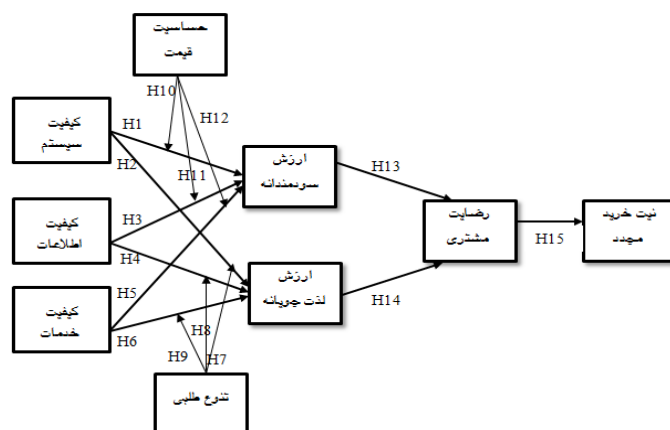 حساسیت
قیمت
H10
H12
کیفیت
سیستم
H1
H2
H11
ارزش
سودمندانه
H13
کیفیت
اطلاعات
H3
H4
رضایت
مشتری
H15
نیت خرید
مجدد
H5
ارزش
لذت جویانه
H14
کیفیت
خدمات
H6
H8
H7
H9
تنوع طلبی